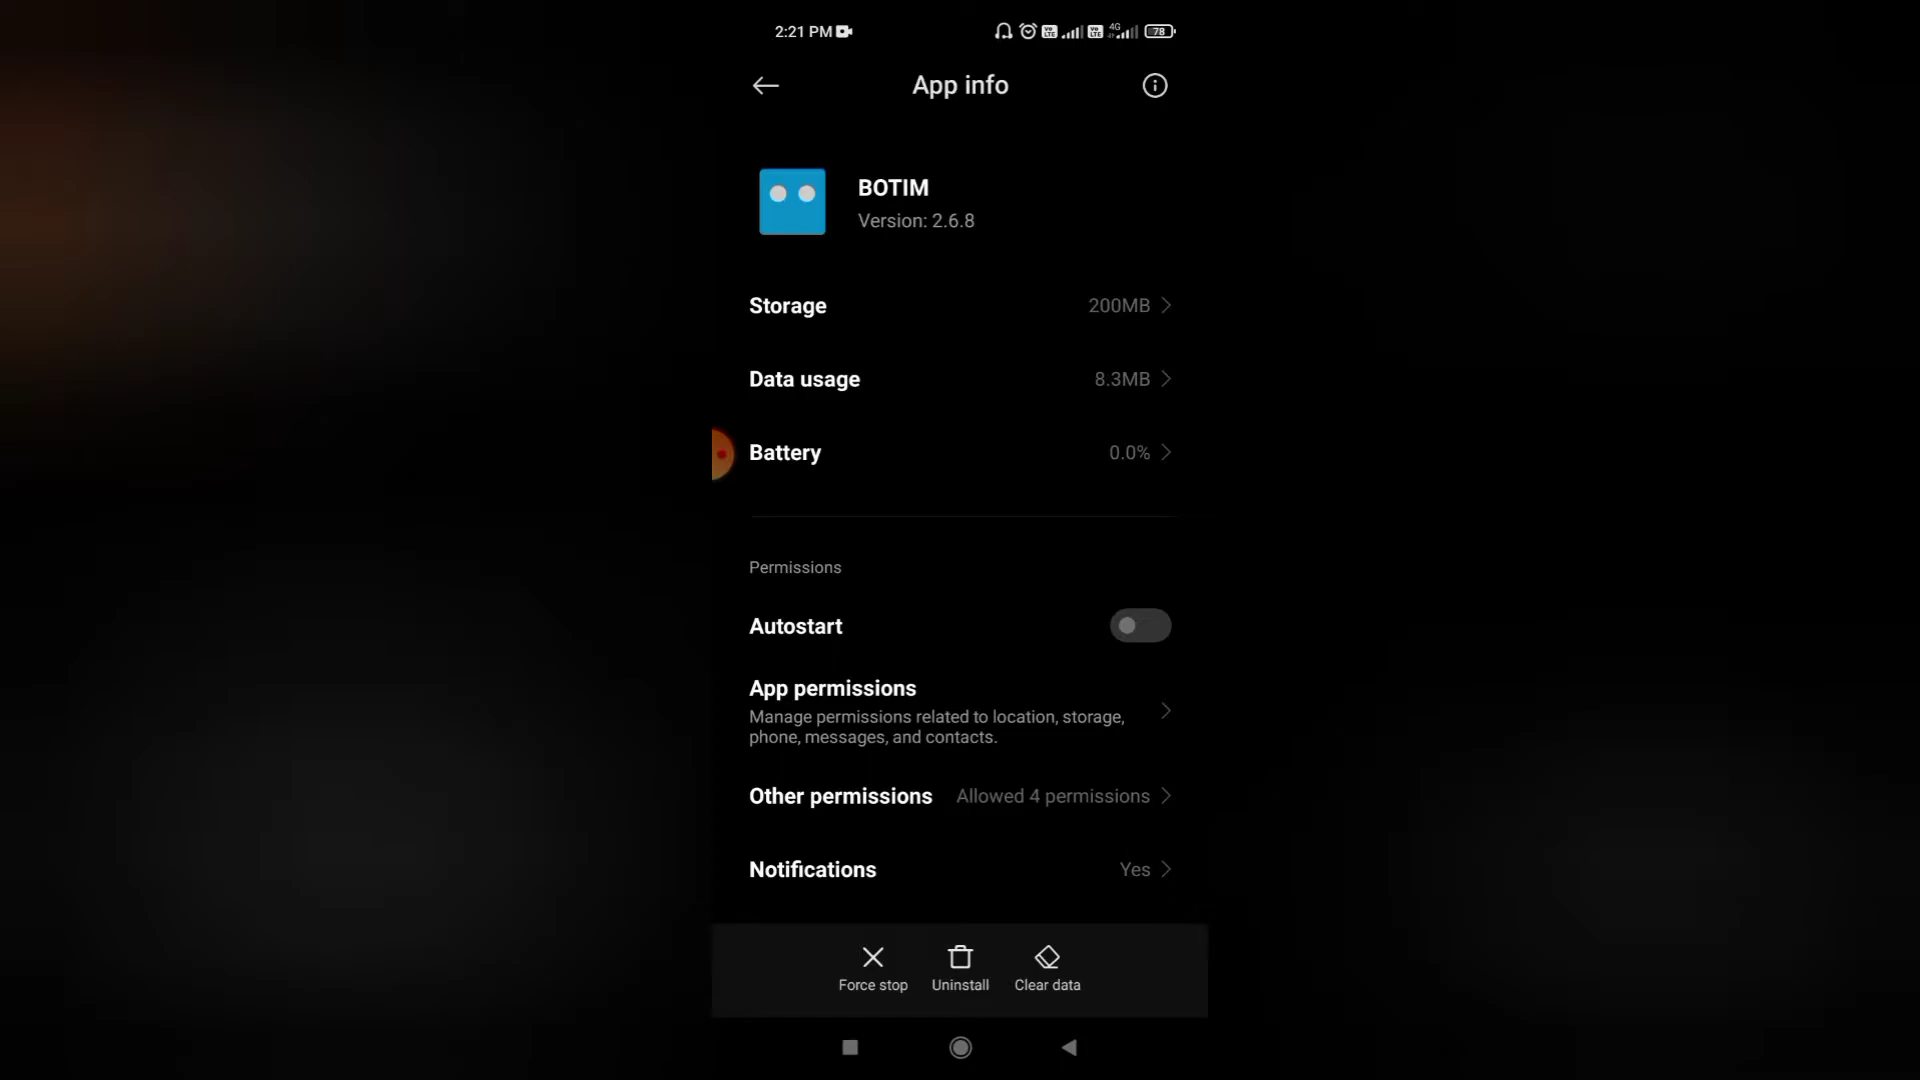 2:21 PM
4G
78
App info
BOTIM
Version: 2.6.8
Storage 200MB
Data usage 8.3MB
Battery 0.0%
Permissions
Autostart
App permissions
Manage permissions related to location, storage,
phone, messages, and contacts.
Other permissions Allowed 4 permissions
Notifications Yes
Force stop Uninstall Clear data